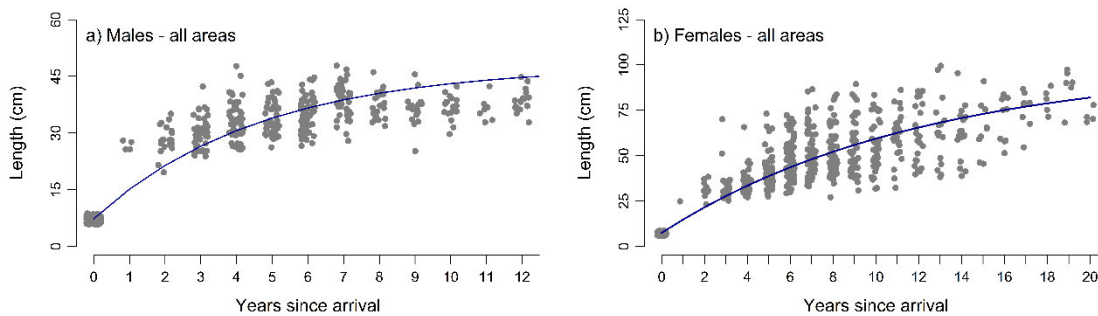 a) Males - all areas
Length (cm)
60
45
30
15
0
0 1 2 3 4 5 6 7 8 9 10 11 12
Years since arrival
b) Females - all areas
Length (cm)
125
100
75
50
25
0
0 2 4 6 8 10 12 14 16 18 20
Years since arrival